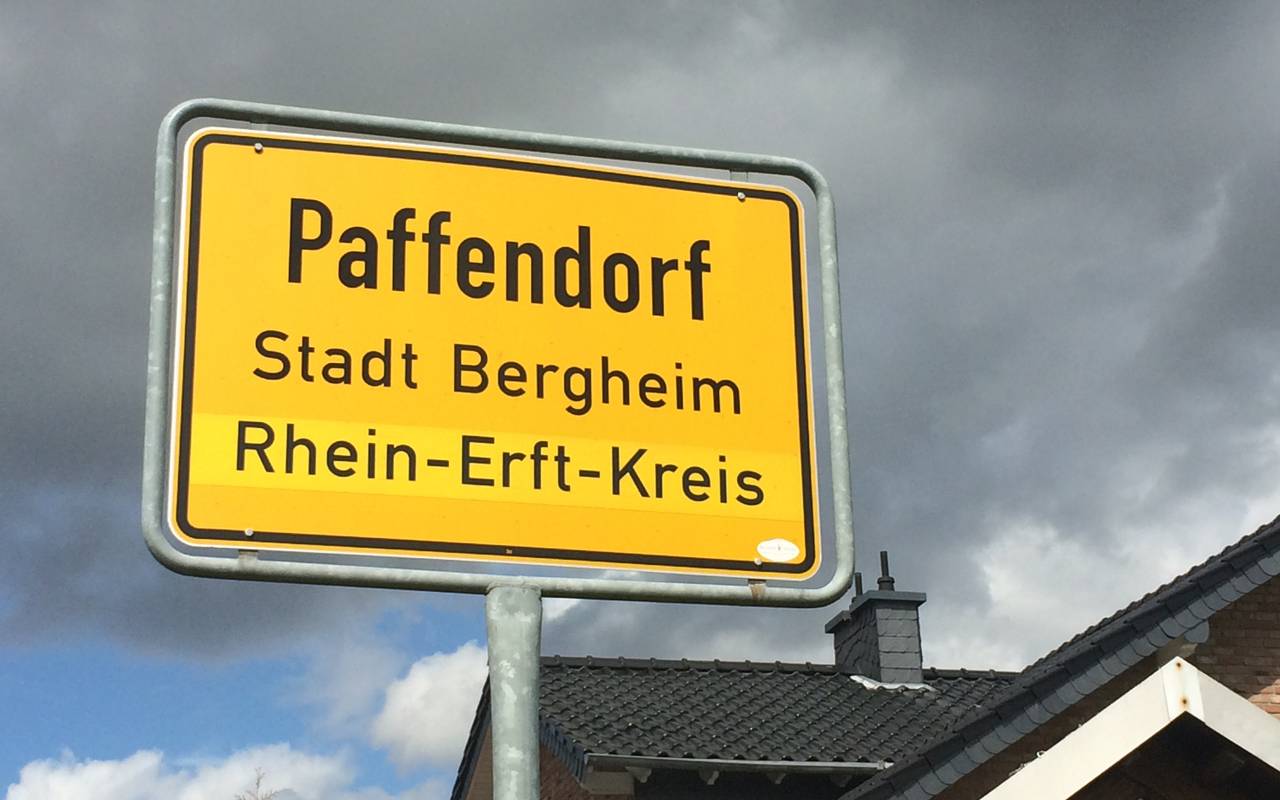 Paffendorf
Stadt Bergheim
Rhein-Erft-Kreis